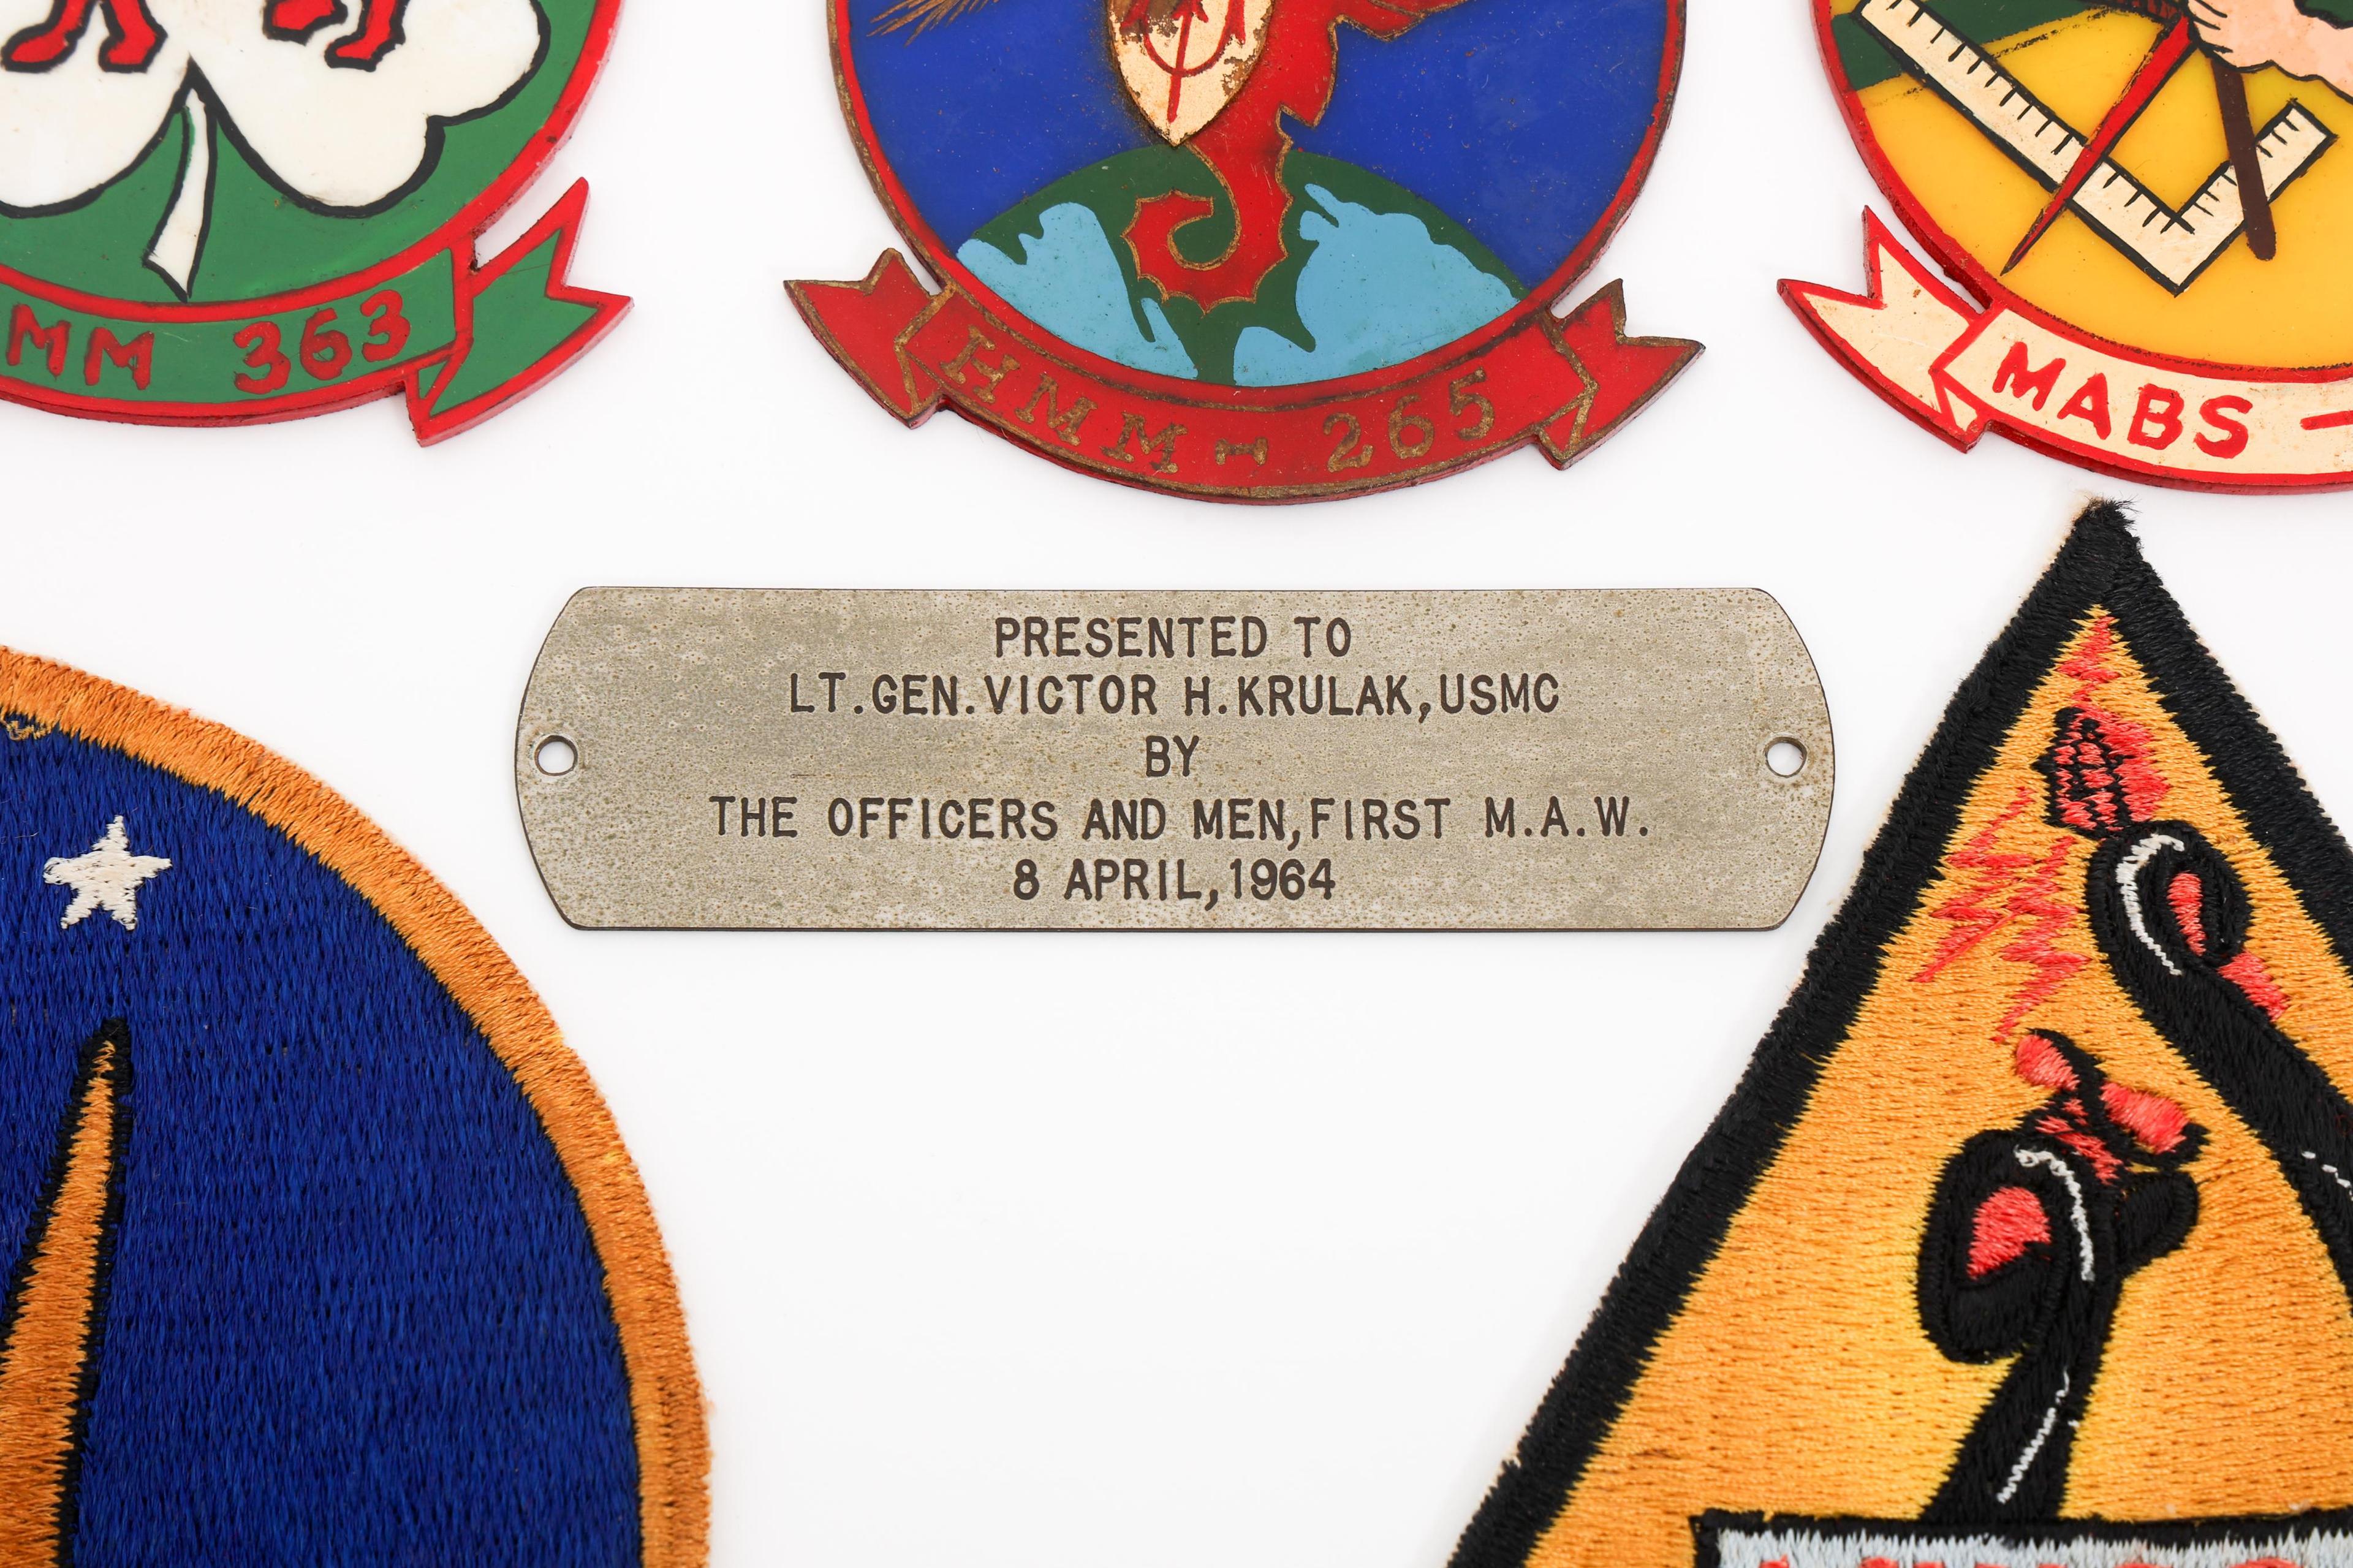 MM 363
HMM - 265
MABS -
PRESENTED TO
LT.GEN.VICTOR H.KRULAK,USMC
BY
THE OFFICERS AND MEN,FIRST M.A.W.
8 APRIL,1964